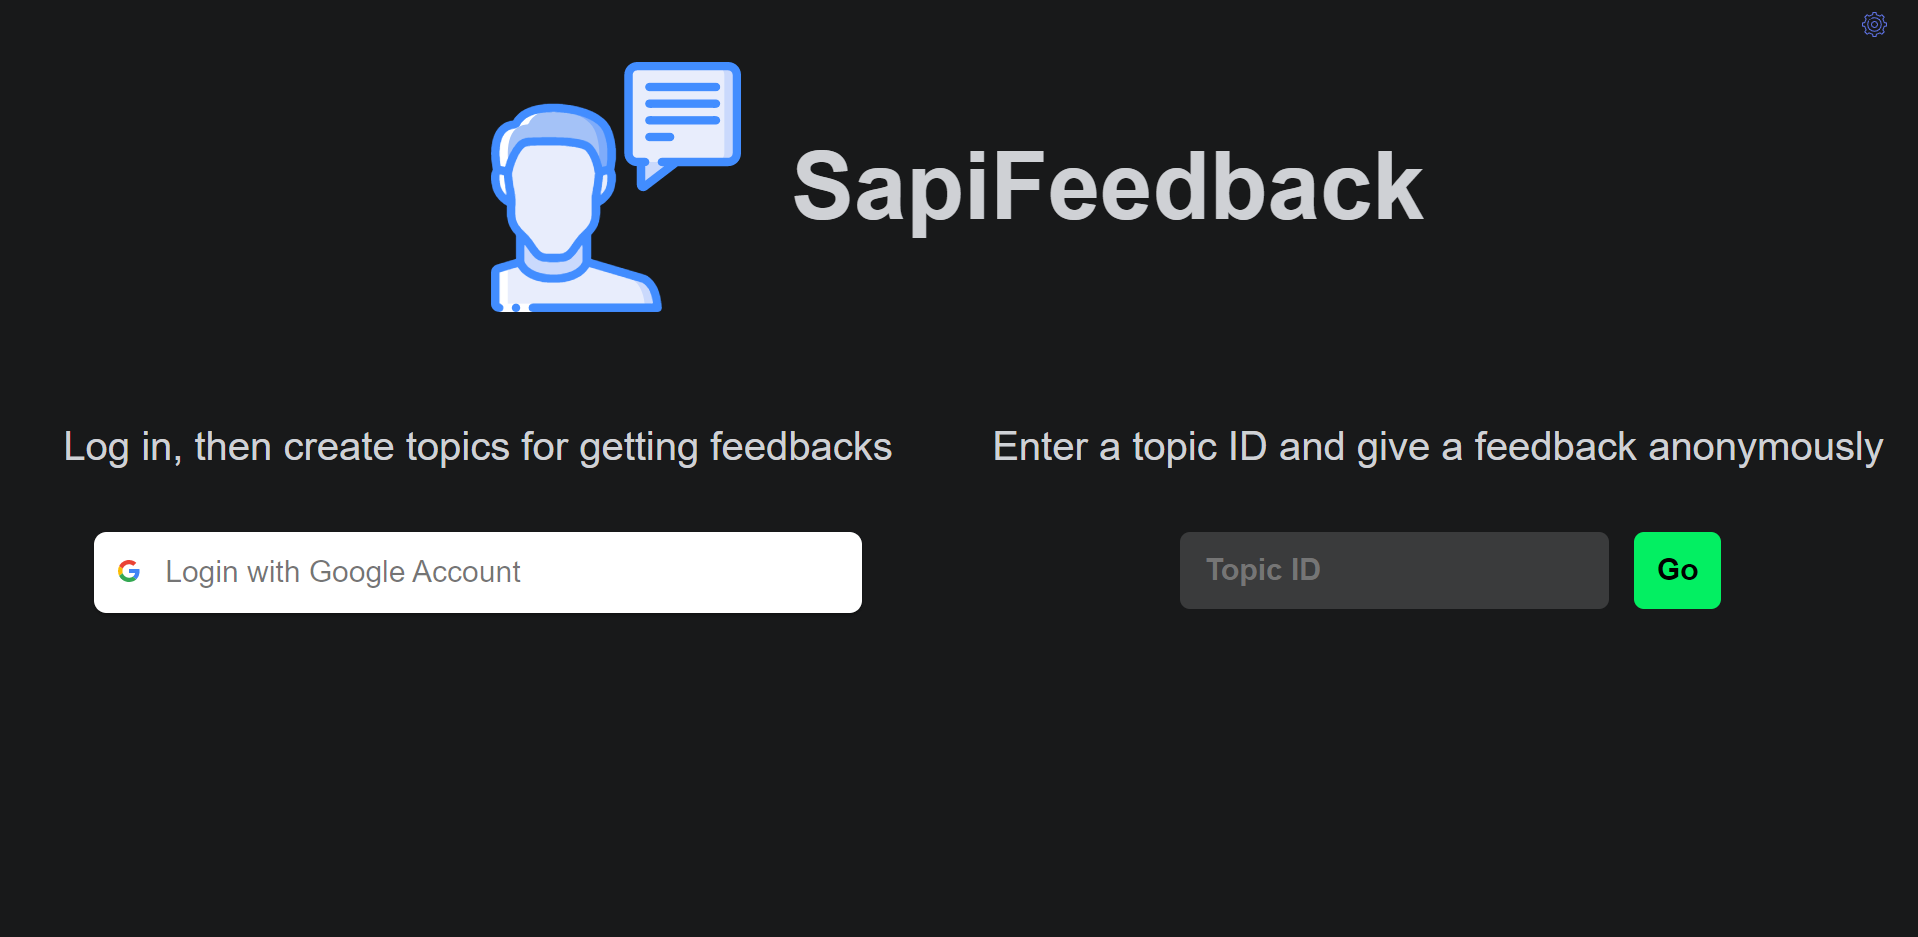 SapiFeedback
Log in, then create topics for getting feedbacks
Login with Google Account
Enter a topic ID and give a feedback anonymously
Topic ID
Go